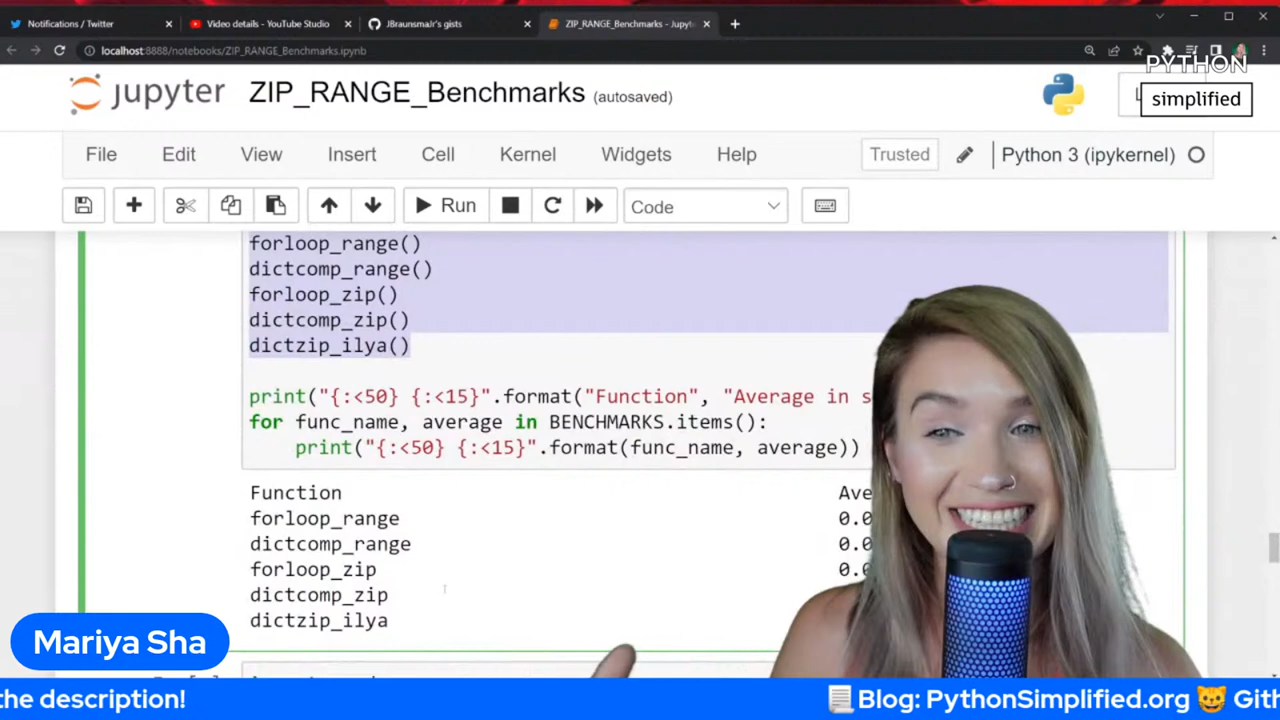 Notifications / Twitter
Video details - YouTube Studio
JBraunsmaJr's gists
ZIP_RANGE_Benchmarks - Jupyte
localhost:8888/notebooks/ZIP_RANGE_Benchmarks.ipynb
PYTHON
simplified
jupyter
ZIP_RANGE_Benchmarks (autosaved)
File Edit View Insert Cell Kernel Widgets Help
Trusted
Python 3 (ipykernel)
Run
Code
forloop_range()
dictcomp_range()
forloop_zip()
dictcomp_zip()
dictzip_ilya()
print("{:<50} {:<15}".format("Function", "Average in s
for func_name, average in BENCHMARKS.items():
print("{:<50} {:<15}".format(func_name, average))
Function Ave
forloop_range 0.0
dictcomp_range 0.0
forloop_zip 0.0
dictcomp_zip
dictzip_ilya
Mariya Sha
the description!
📃 Blog: PythonSimplified.org 😺 Gith